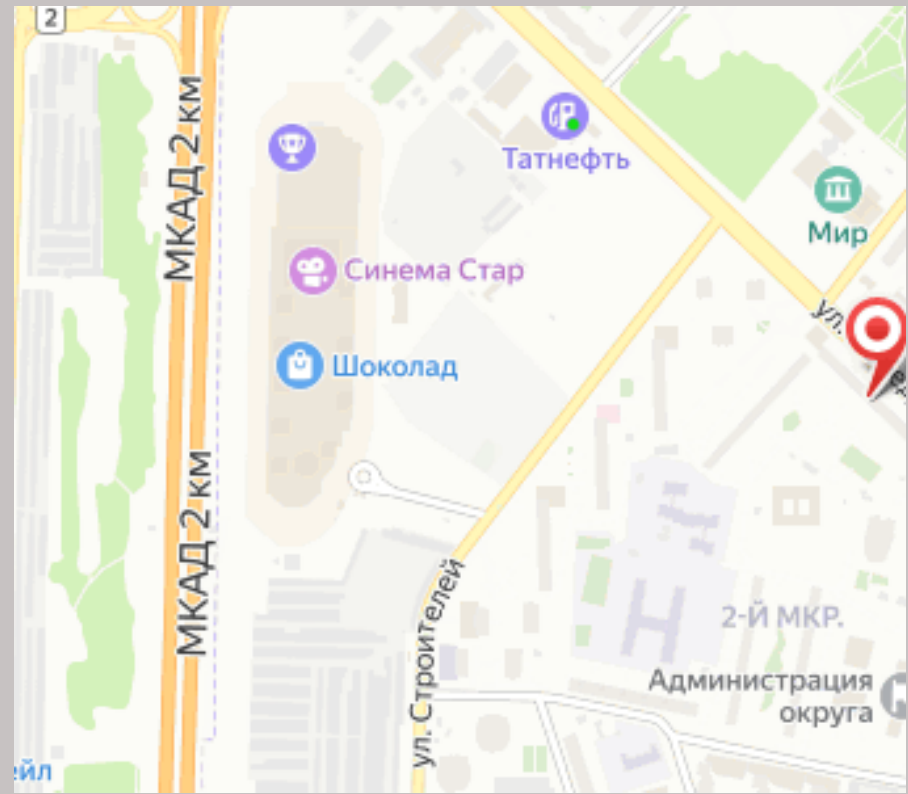 2
МКАД 2 км
Татнефть
Мир
Синема Стар
ул.
Шоколад
МКАД 2 км
ул. Строителей
2-Й МКР.
Администрация
округа